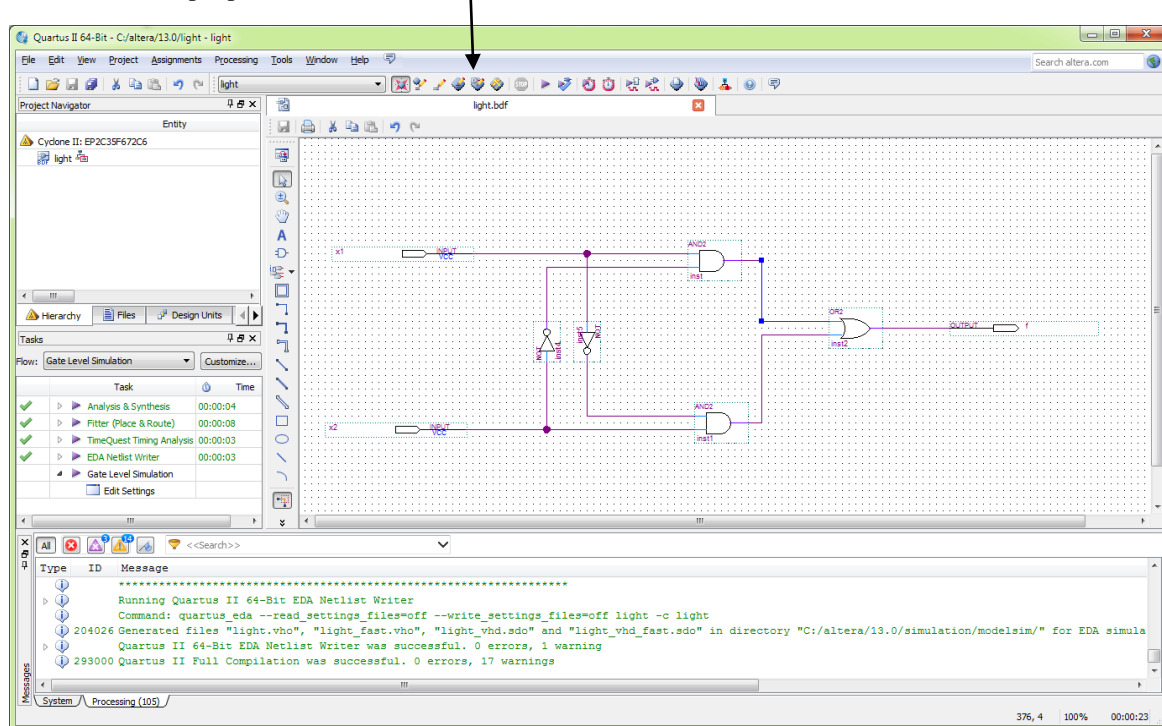 Quartus II 64-Bit - C:/altera/13.0/light - light
File Edit View Project Assignments Processing Tools Window Help
Search altera.com
light
Project Navigator
light.bdf
Entity
Cyclone II: EP2C35F672C6
light
Hierarchy Files Design Units
Tasks
Flow: Gate Level Simulation Customize...
Task Time
Analysis & Synthesis 00:00:04
Fitter (Place & Route) 00:00:08
TimeQuest Timing Analysis 00:00:03
EDA Netlist Writer 00:00:03
Gate Level Simulation
Edit Settings
x1 INPUT
VCC
AND2
inst
NOT
inst4
inst5
NOT
OR2
inst2
OUTPUT f
x2 INPUT
VCC
AND2
inst1
All <<Search>>
Type ID Message
**********************************************************************
Running Quartus II 64-Bit EDA Netlist Writer
Command: quartus_eda --read_settings_files=off --write_settings_files=off light -c light
204026 Generated files "light.vho", "light_fast.vho", "light_vhd.sdo" and "light_vhd_fast.sdo" in directory "C:/altera/13.0/simulation/modelsim/" for EDA simula
Quartus II 64-Bit EDA Netlist Writer was successful. 0 errors, 1 warning
293000 Quartus II Full Compilation was successful. 0 errors, 17 warnings
Messages
System Processing (105)
376, 4 100% 00:00:23